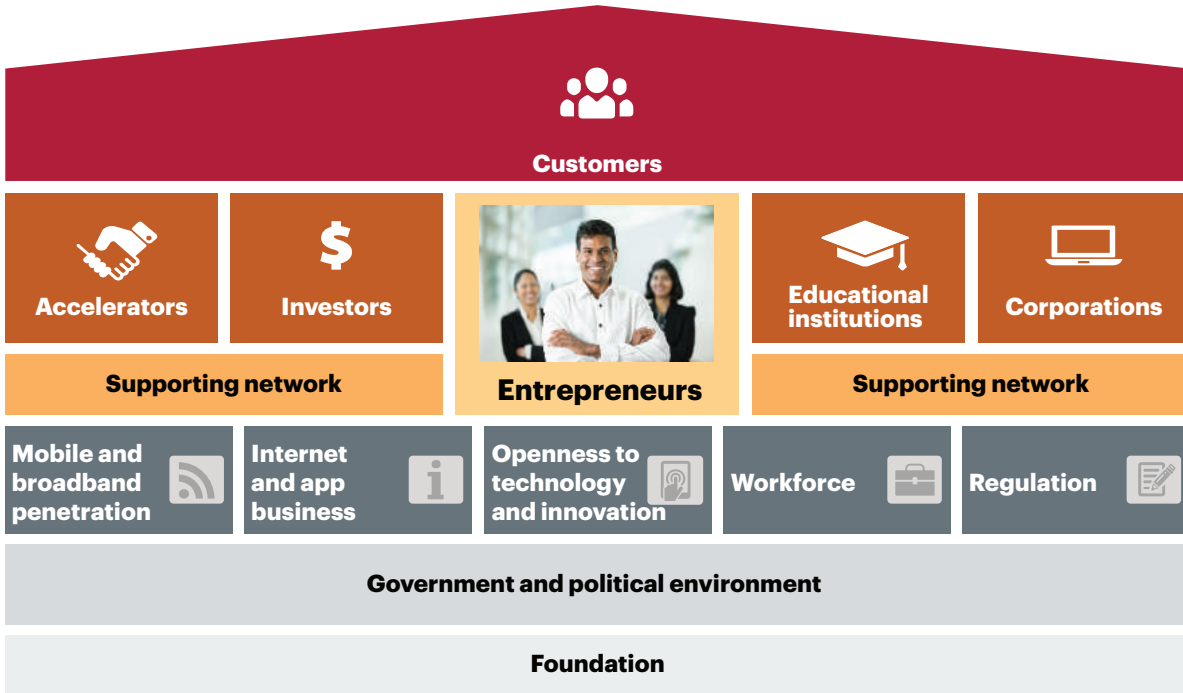 Customers
Accelerators
Investors
Educational
institutions
Corporations
Supporting network
Entrepreneurs
Supporting network
Mobile and
broadband
penetration
Internet
and app
business
Openness to
technology
and innovation
Workforce
Regulation
Government and political environment
Foundation